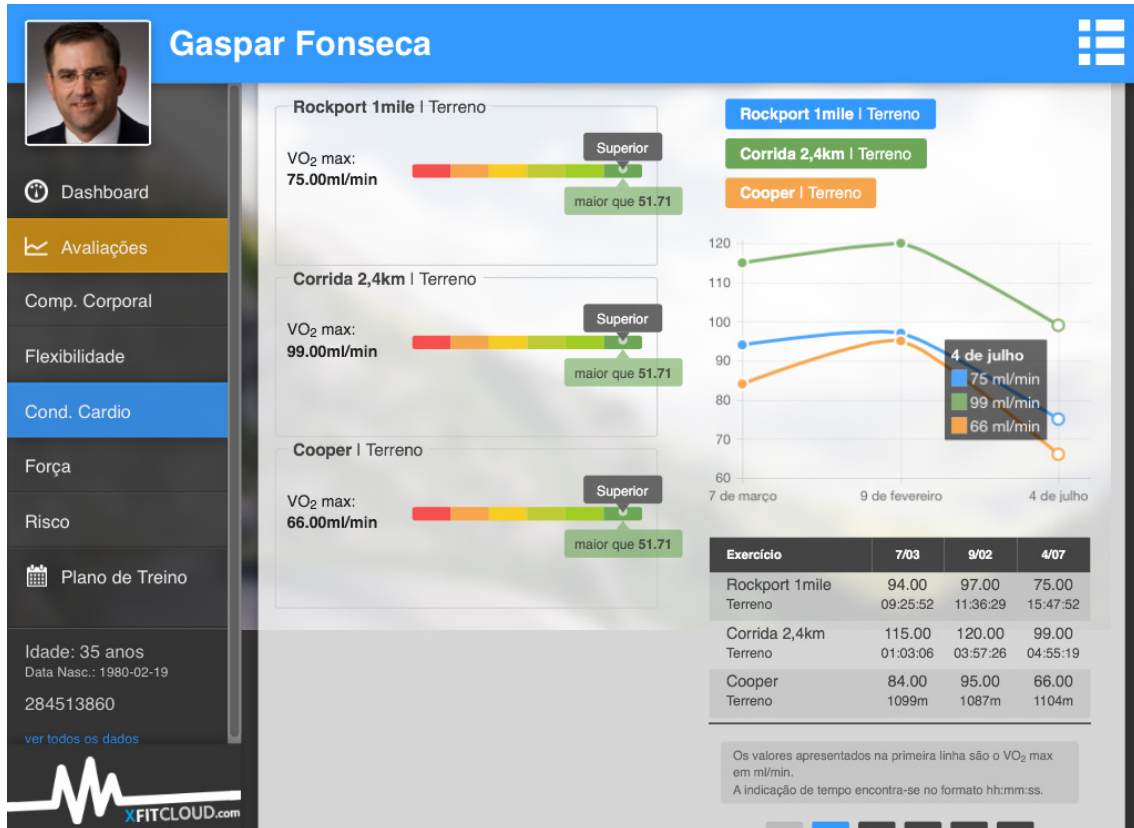 Gaspar Fonseca
Dashboard
Avaliações
Comp. Corporal
Flexibilidade
Cond. Cardio
Força
Risco
Plano de Treino
Idade: 35 anos
Data Nasc.: 1980-02-19
284513860
ver todos os dados
XFITCLOUD.com
Rockport 1mile | Terreno
VO₂ max:
75.00ml/min
Superior
maior que 51.71
Corrida 2,4km | Terreno
VO₂ max:
99.00ml/min
Superior
maior que 51.71
Cooper | Terreno
VO₂ max:
66.00ml/min
Superior
maior que 51.71
Rockport 1mile | Terreno
Corrida 2,4km | Terreno
Cooper | Terreno
120
110
100
90
80
70
60
7 de março 9 de fevereiro 4 de julho
4 de julho
75 ml/min
99 ml/min
66 ml/min
Exercício 7/03 9/02 4/07
Rockport 1mile 94.00 97.00 75.00
Terreno 09:25:52 11:36:29 15:47:52
Corrida 2,4km 115.00 120.00 99.00
Terreno 01:03:06 03:57:26 04:55:19
Cooper 84.00 95.00 66.00
Terreno 1099m 1087m 1104m
Os valores apresentados na primeira linha são o VO₂ max
em ml/min.
A indicação de tempo encontra-se no formato hh:mm:ss.